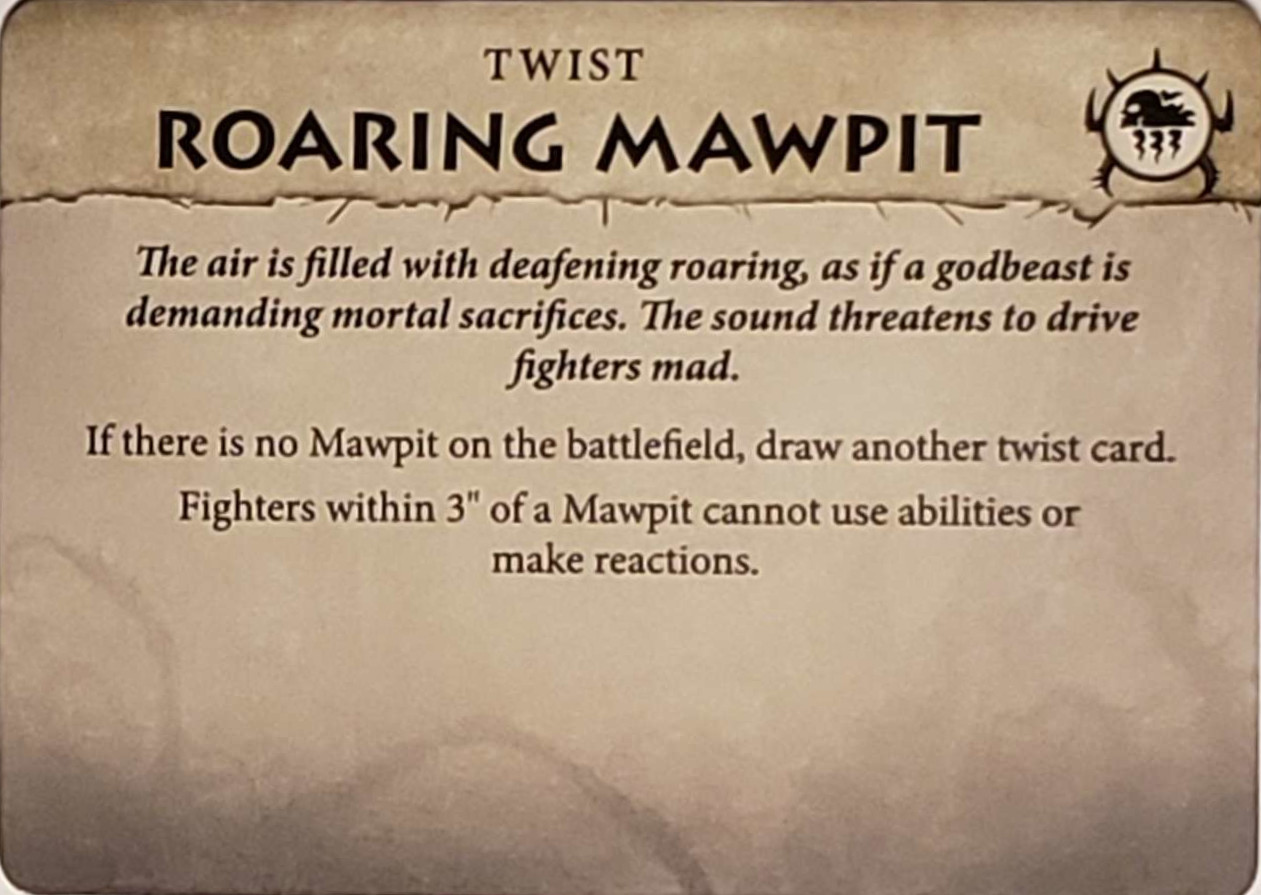 TWIST
ROARING MAWPIT
The air is filled with deafening roaring, as if a godbeast is
demanding mortal sacrifices. The sound threatens to drive
fighters mad.
If there is no Mawpit on the battlefield, draw another twist card.
Fighters within 3" of a Mawpit cannot use abilities or
make reactions.